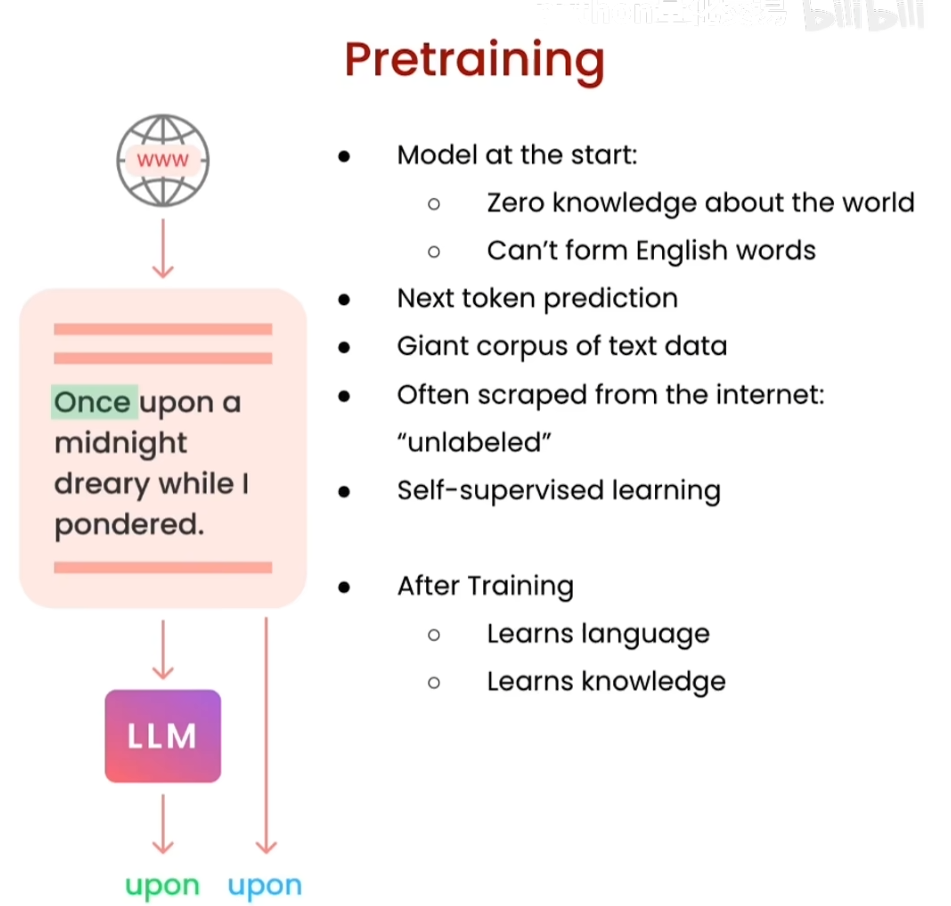 Pretraining
www
● Model at the start:
○ Zero knowledge about the world
○ Can't form English words
● Next token prediction
● Giant corpus of text data
● Often scraped from the internet:
“unlabeled”
● Self-supervised learning
● After Training
○ Learns language
○ Learns knowledge
Once upon a
midnight
dreary while I
pondered.
LLM
upon upon
bilibili